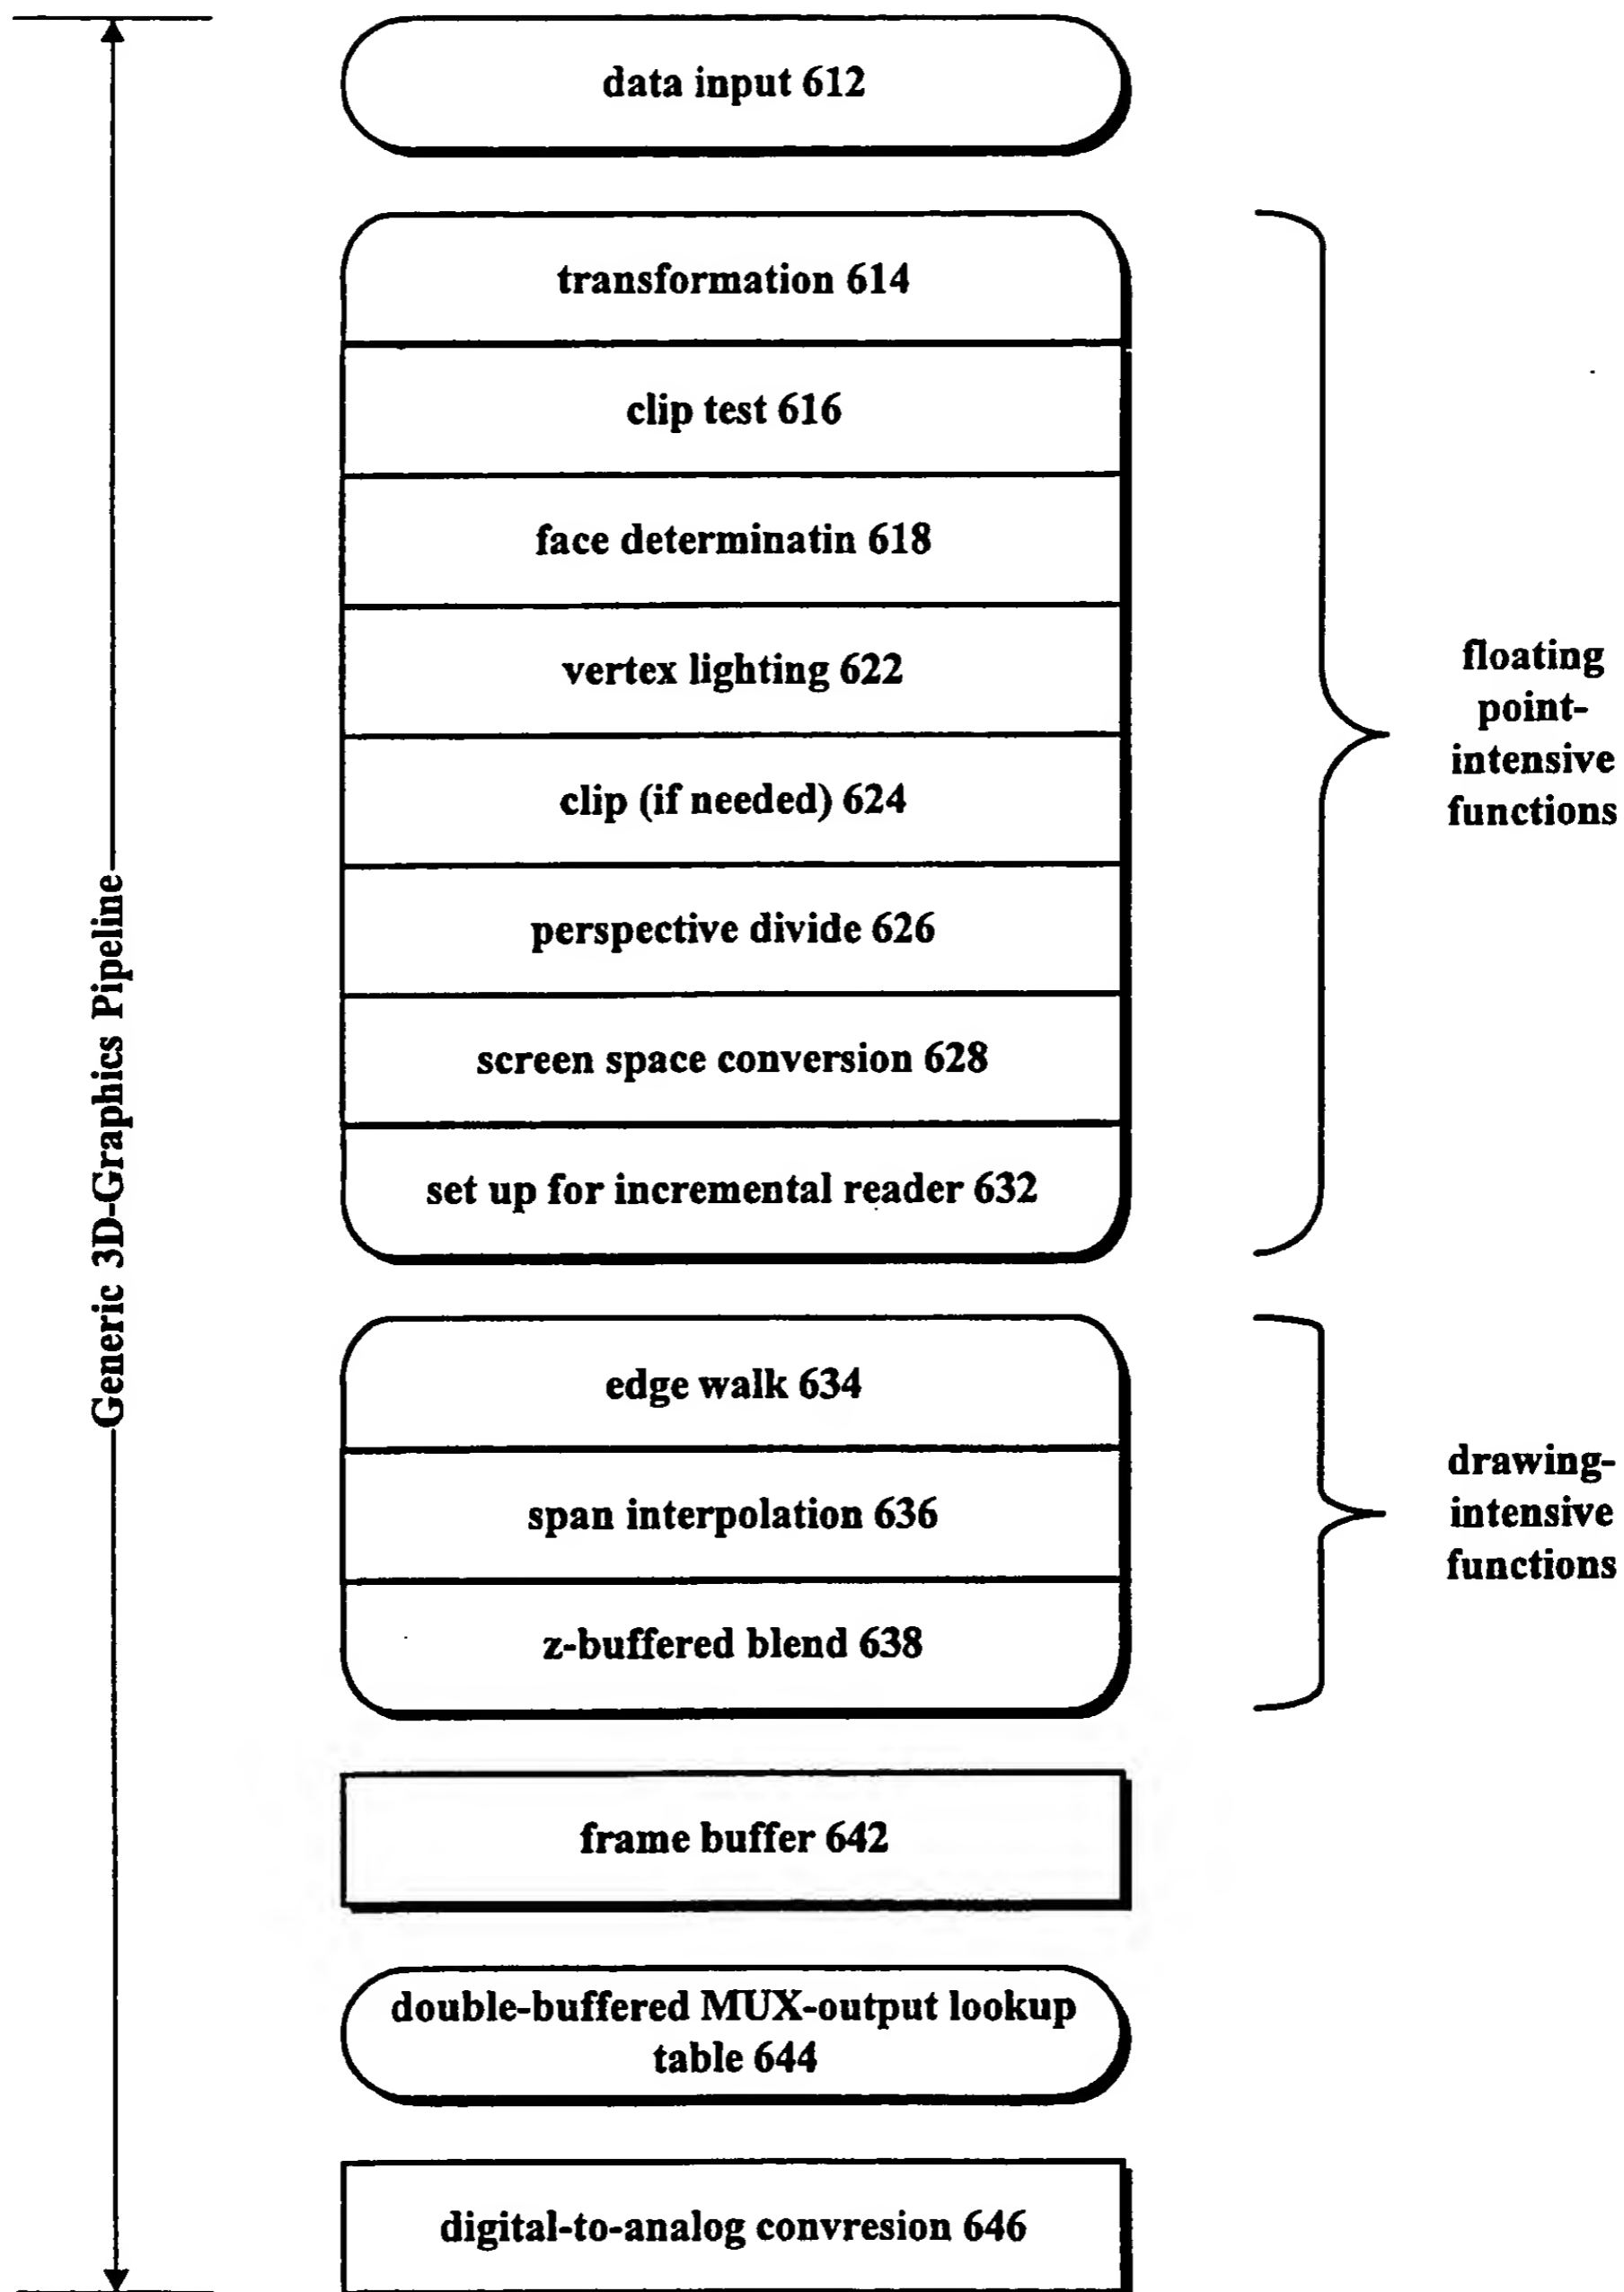 data input 612
transformation 614
clip test 616
face determinatin 618
vertex lighting 622
clip (if needed) 624
perspective divide 626
screen space conversion 628
set up for incremental reader 632
floating
point-
intensive
functions
edge walk 634
span interpolation 636
z-buffered blend 638
drawing-
intensive
functions
frame buffer 642
double-buffered MUX-output lookup
table 644
digital-to-analog convresion 646
Generic 3D-Graphics Pipeline